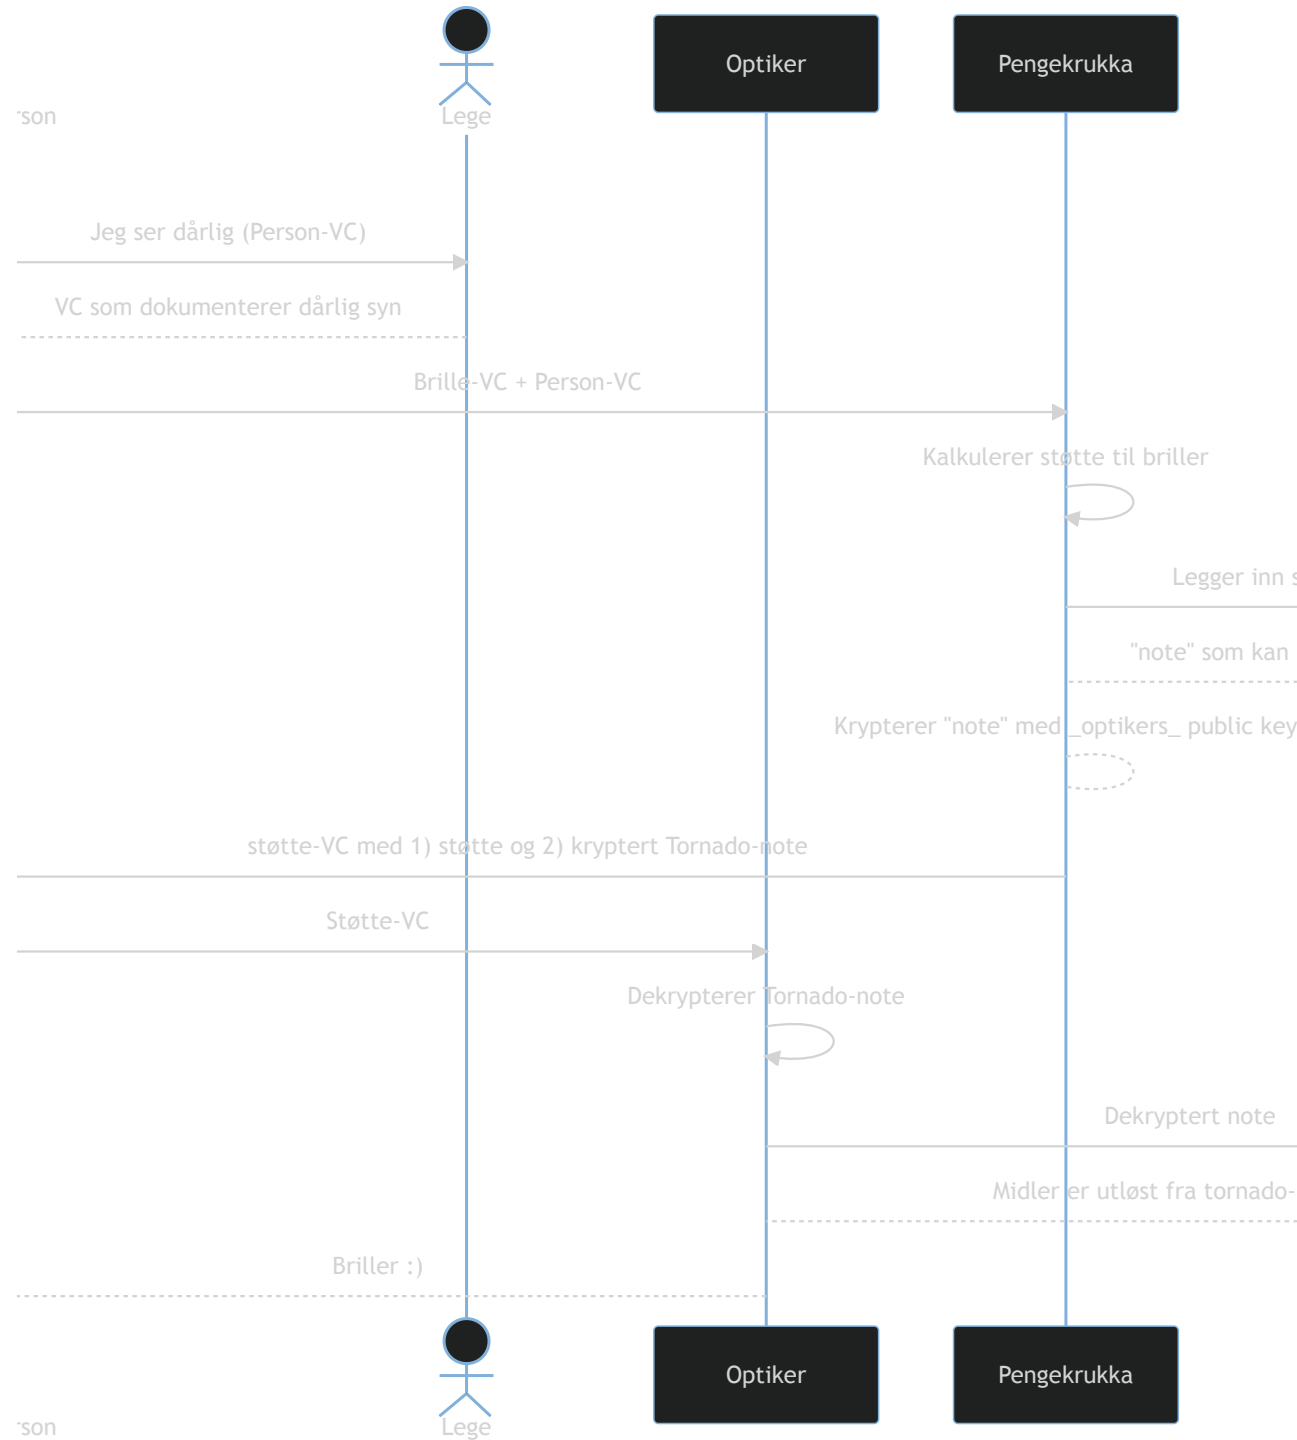 Optiker
Pengekrukka
Lege
Jeg ser dårlig (Person-VC)
VC som dokumenterer dårlig syn
Brille-VC + Person-VC
Kalkulerer støtte til briller
Legger inn
"note" som kan
Krypterer "note" med _optikers_ public key
støtte-VC med 1) støtte og 2) kryptert Tornado-note
Støtte-VC
Dekrypterer Tornado-note
Dekryptert note
Midler er utløst fra tornado-
Briller :)
Optiker
Pengekrukka
Lege